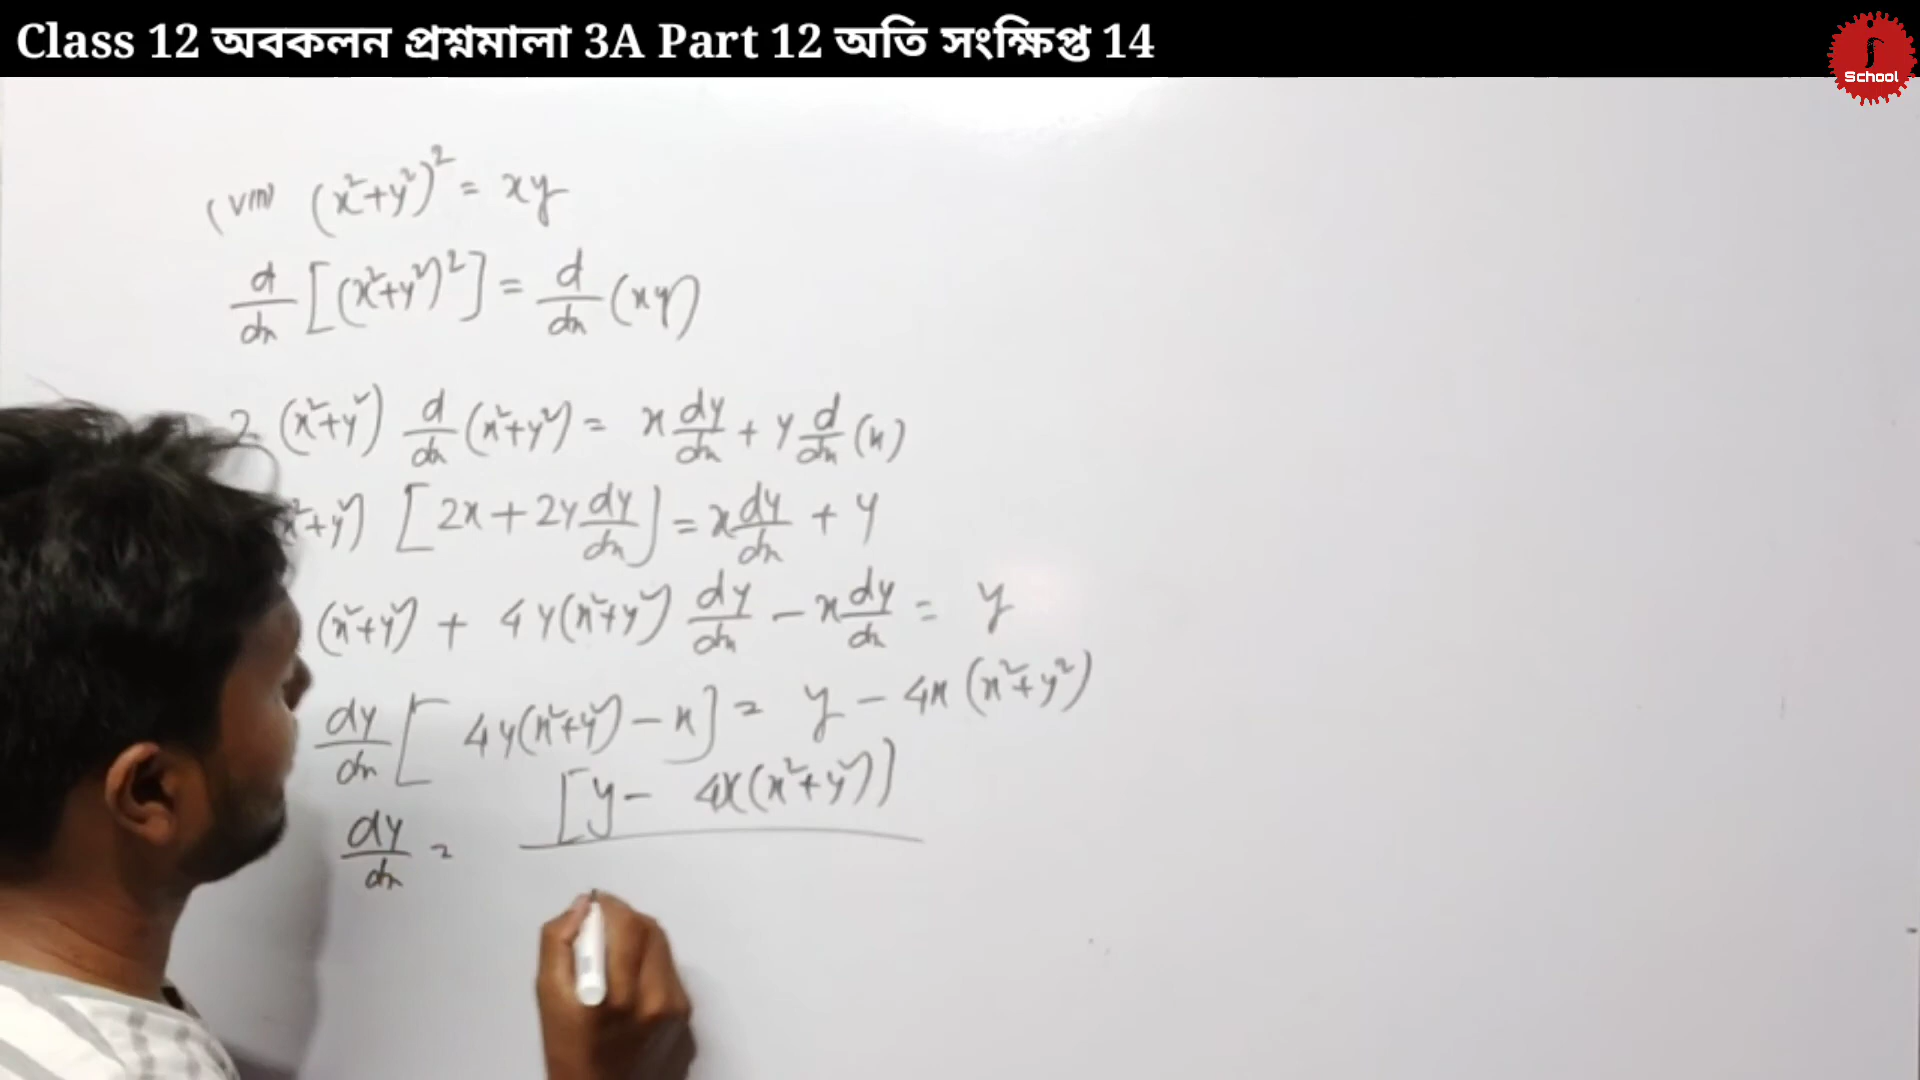 Class 12 অবকলন প্রশ্নমালা 3A Part 12 অতি সংক্ষিপ্ত 14
School
(VIII) (x²+y²)² = xy
d/dx [(x²+y²)²] = d/dx (xy)
2 (x²+y²) d/dx (x²+y²) = x dy/dx + y d/dx (x)
x²+y²) [2x + 2y dy/dx] = x dy/dx + y
(x²+y²) + 4y(x²+y²) dy/dx - x dy/dx = y
dy/dx [4y(x²+y²) - x] = y - 4x (x²+y²)
dy/dx = [y - 4x(x²+y²)]